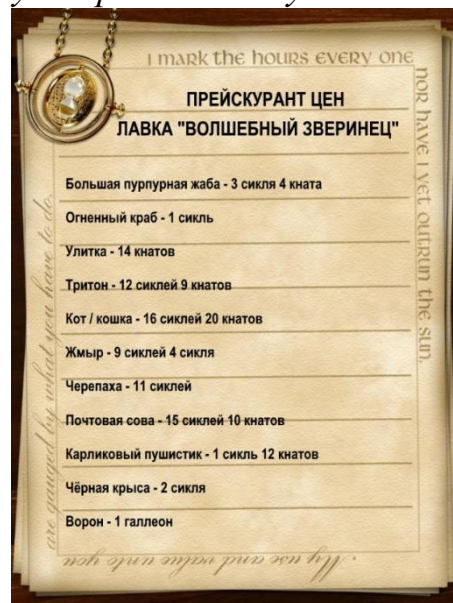 I mark the hours every one
nor have I yet outrun the sun.
ПРЕЙСКУРАНТ ЦЕН
ЛАВКА "ВОЛШЕБНЫЙ ЗВЕРИНЕЦ"
Большая пурпурная жаба - 3 сикля 4 кната
Огненный краб - 1 сикль
Улитка - 14 кнатов
Тритон - 12 сиклей 9 кнатов
Кот / кошка - 16 сиклей 20 кнатов
Жмыр - 9 сиклей 4 сикля
Черепаха - 11 сиклей
Почтовая сова - 15 сиклей 10 кнатов
Карликовый пушистик - 1 сикль 12 кнатов
Чёрная крыса - 2 сикля
Ворон - 1 галлеон
My use and value unto you
are gauged by what you have to do.